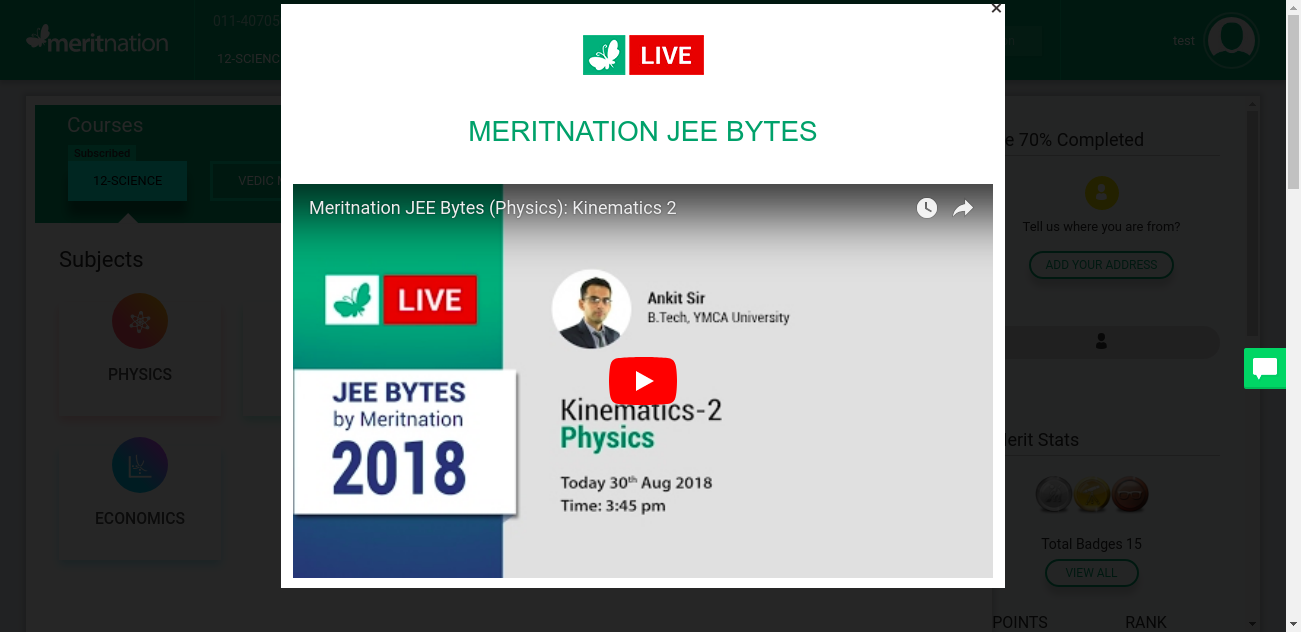 meritnation
011-40705
12-SCIENC
test
LIVE
MERITNATION JEE BYTES
Courses
Subscribed
12-SCIENCE
VEDIC
Subjects
PHYSICS
ECONOMICS
Meritnation JEE Bytes (Physics): Kinematics 2
LIVE
Ankit Sir
B.Tech, YMCA University
JEE BYTES
by Meritnation
2018
Kinematics-2
Physics
Today 30th Aug 2018
Time: 3:45 pm
e 70% Completed
Tell us where you are from?
ADD YOUR ADDRESS
erit Stats
Total Badges 15
VIEW ALL
POINTS
RANK